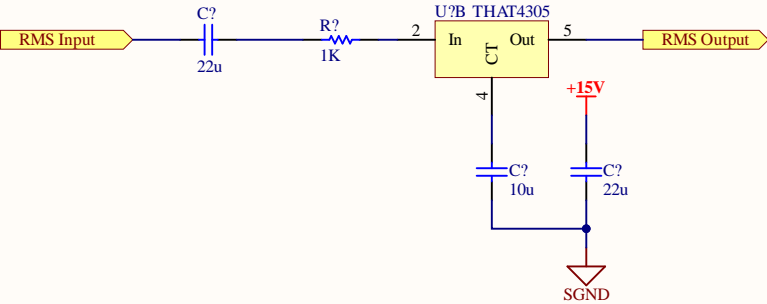 C?
U?B THAT4305
RMS Input
22u
R?
1K
2
In
CT
Out
5
RMS Output
4
+15V
C?
10u
C?
22u
SGND